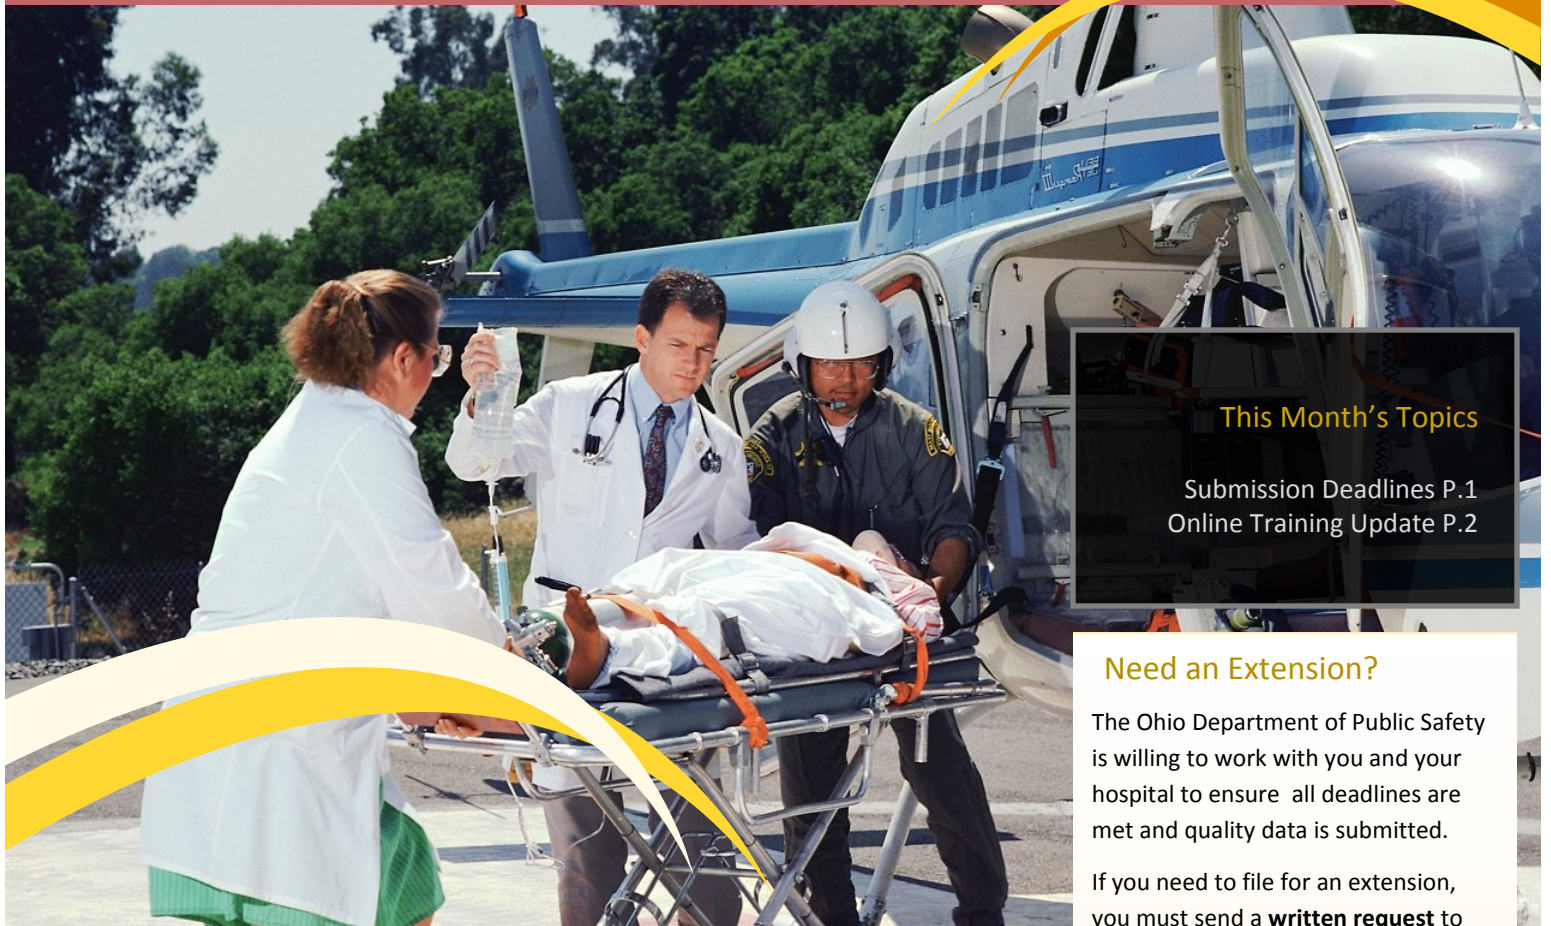 This Month's Topics
Submission Deadlines P.1
Online Training Update P.2
Need an Extension?
The Ohio Department of Public Safety
is willing to work with you and your
hospital to ensure  all deadlines are
met and quality data is submitted.
If you need to file for an extension,
you must send a written request to